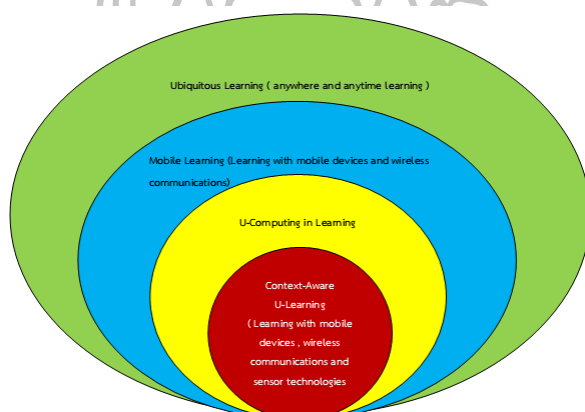 Ubiquitous Learning ( anywhere and anytime learning )
Mobile Learning (Learning with mobile devices and wireless
communications)
U-Computing in Learning
Context-Aware
U-Learning
( Learning with mobile
devices , wireless
communications and
sensor technologies